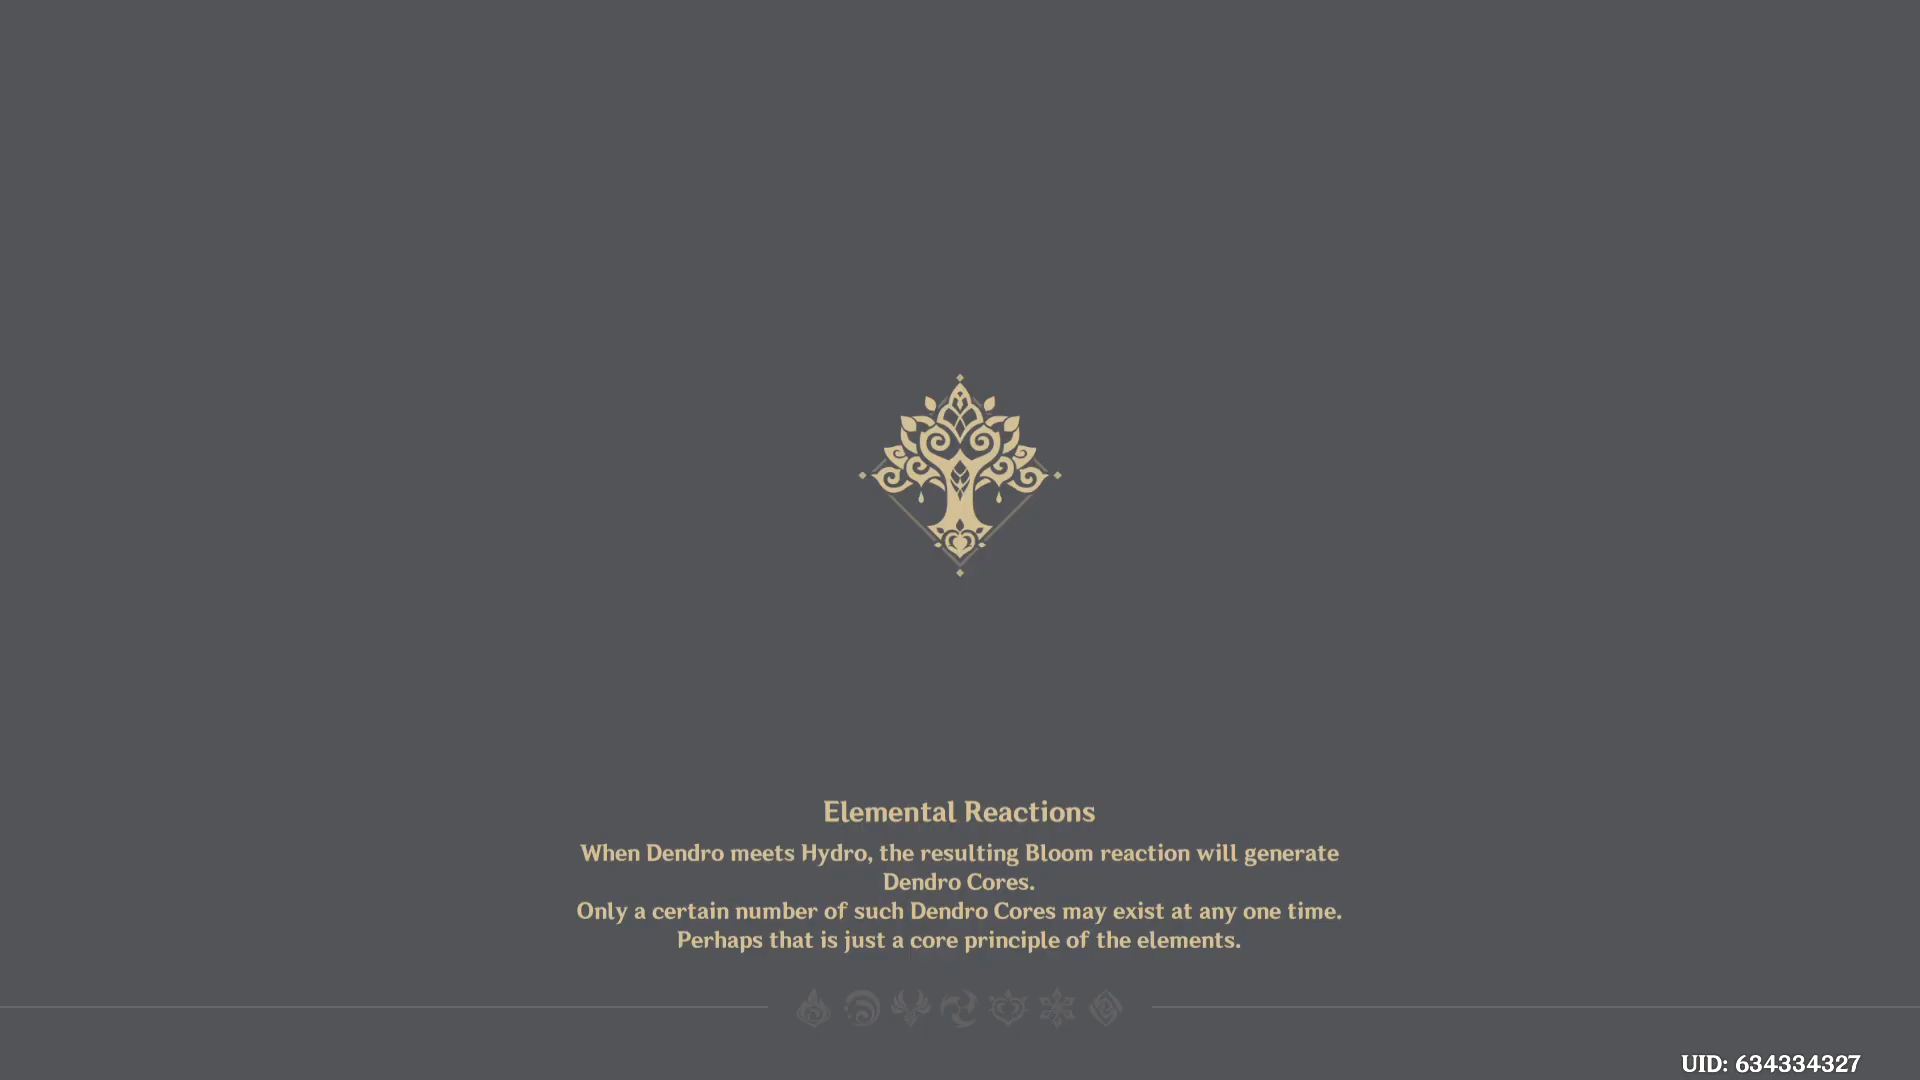 Elemental Reactions
When Dendro meets Hydro, the resulting Bloom reaction will generate
Dendro Cores.
Only a certain number of such Dendro Cores may exist at any one time.
Perhaps that is just a core principle of the elements.
UID: 634334327